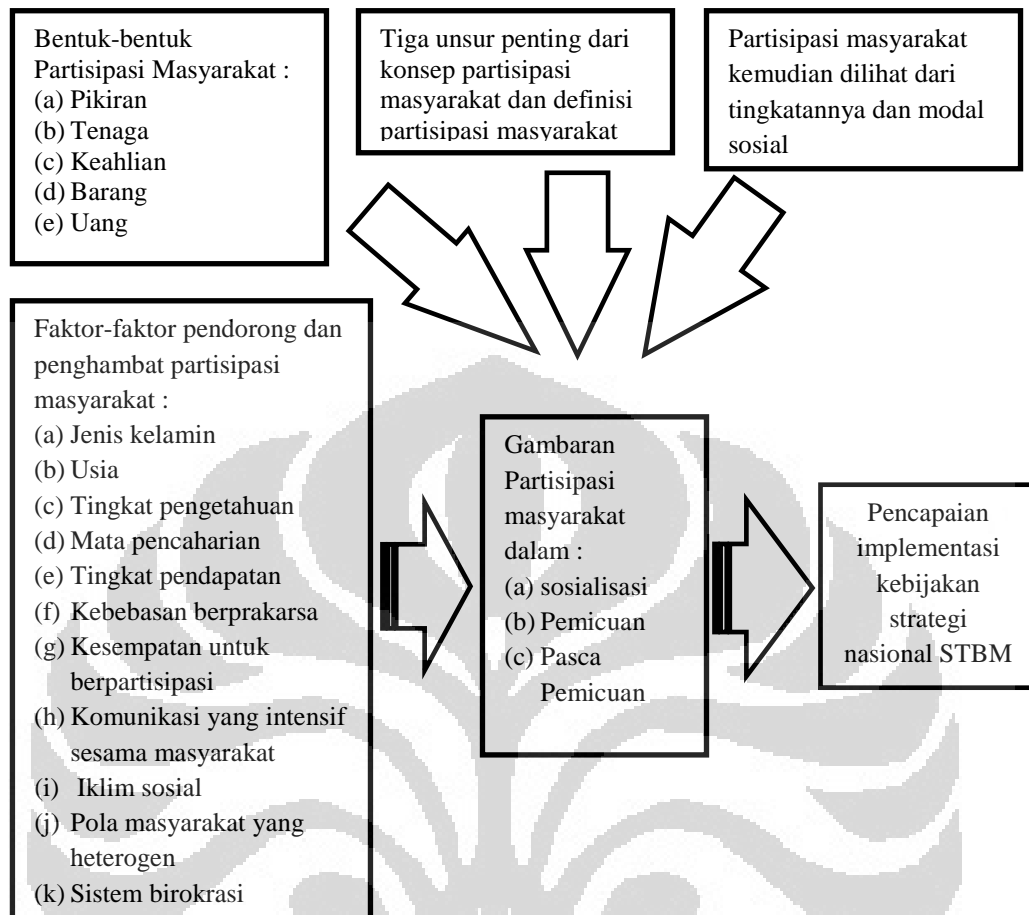 Bentuk-bentuk
Partisipasi Masyarakat :
(a) Pikiran
(b) Tenaga
(c) Keahlian
(d) Barang
(e) Uang
Tiga unsur penting dari
konsep partisipasi
masyarakat dan definisi
partisipasi masyarakat
Partisipasi masyarakat
kemudian dilihat dari
tingkatannya dan modal
sosial
Faktor-faktor pendorong dan
penghambat partisipasi
masyarakat :
(a) Jenis kelamin
(b) Usia
(c) Tingkat pengetahuan
(d) Mata pencaharian
(e) Tingkat pendapatan
(f) Kebebasan berprakarsa
(g) Kesempatan untuk
berpartisipasi
(h) Komunikasi yang intensif
sesama masyarakat
(i) Iklim sosial
(j) Pola masyarakat yang
heterogen
(k) Sistem birokrasi
Gambaran
Partisipasi
masyarakat
dalam :
(a) sosialisasi
(b) Pemicuan
(c) Pasca
Pemicuan
Pencapaian
implementasi
kebijakan
strategi
nasional STBM